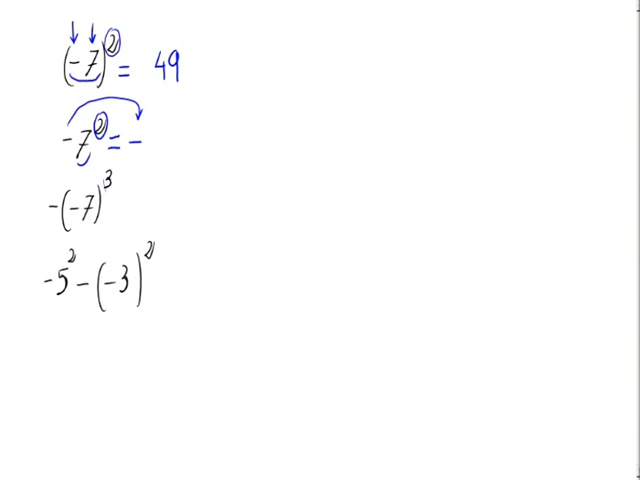 (-7)² = 49
-7² = -
-(-7)³
-5² - (-3)²